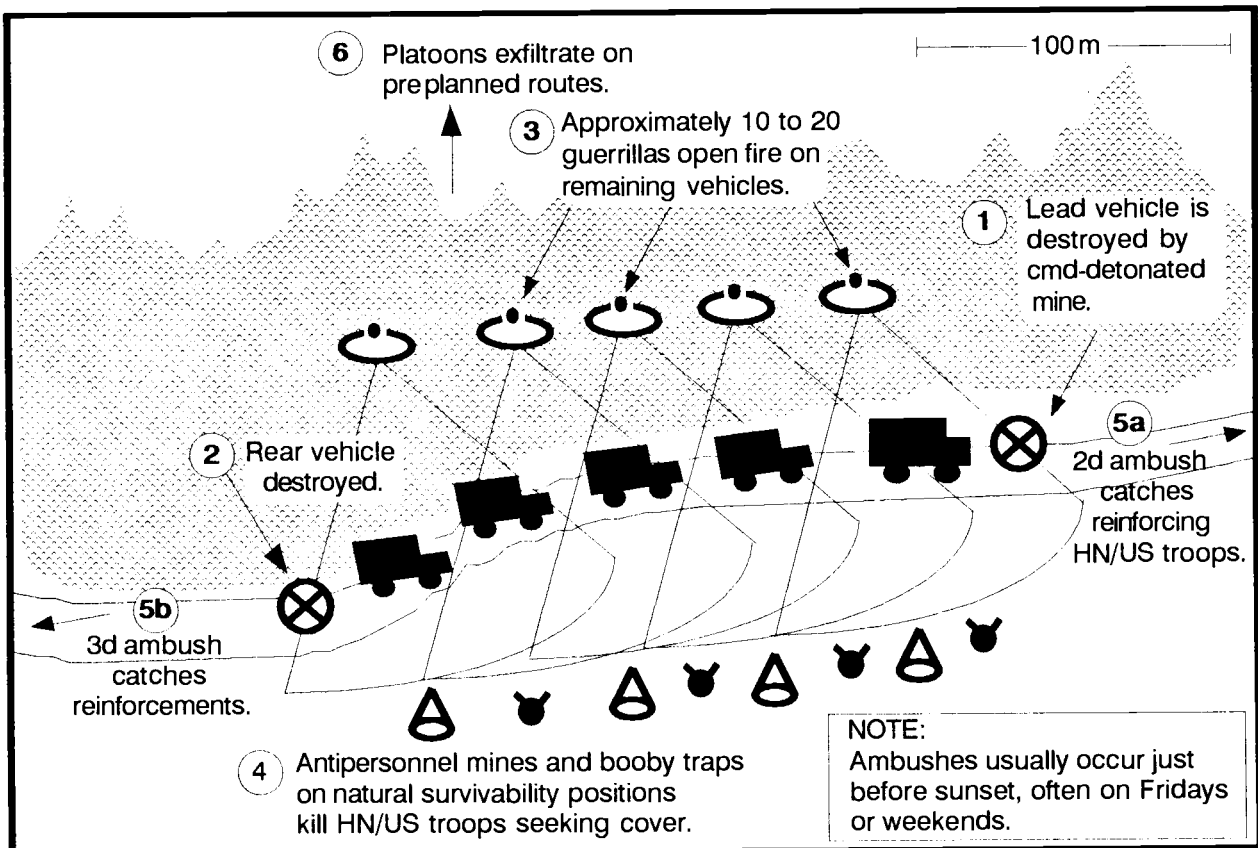 6 Platoons exfiltrate on
preplanned routes.
100 m
3 Approximately 10 to 20
guerrillas open fire on
remaining vehicles.
1 Lead vehicle is
destroyed by
cmd-detonated
mine.
2 Rear vehicle
destroyed.
5a
2d ambush
catches
reinforcing
HN/US troops.
5b
3d ambush
catches
reinforcements.
4 Antipersonnel mines and booby traps
on natural survivability positions
kill HN/US troops seeking cover.
NOTE:
Ambushes usually occur just
before sunset, often on Fridays
or weekends.